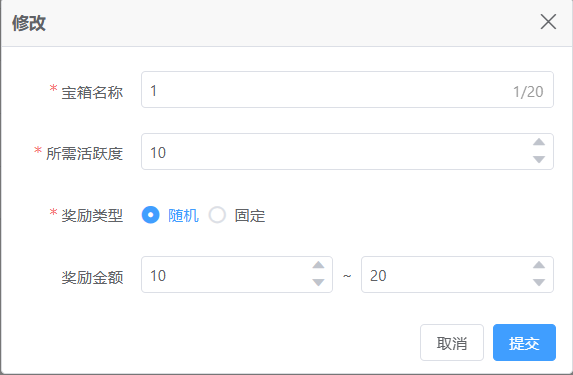 修改
* 宝箱名称 1 1/20
* 所需活跃度 10
* 奖励类型 随机 固定
奖励金额 10 ~ 20
取消 提交